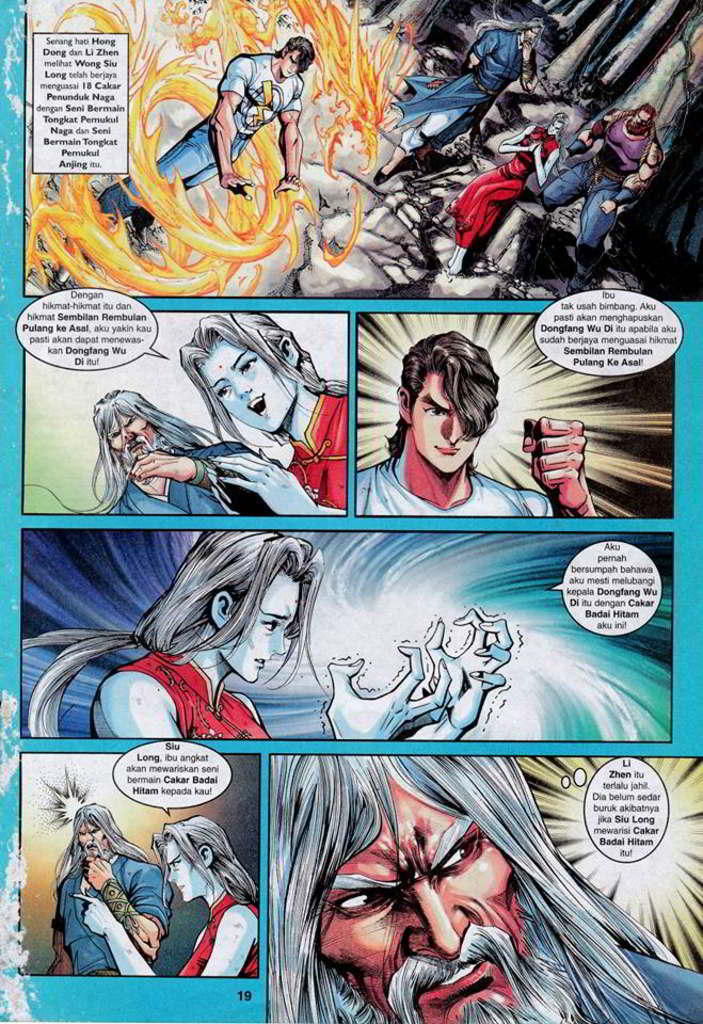 Senang hati Hong
Dong dan Li Zhen
melihat Wong Siu
Long telah berjaya
menguasai 18 Cakar
Penunduk Naga
dengan Seni Bermain
Tongkat Pemukul
Naga dan Seni
Bermain Tongkat
Pemukul
Anjing itu.
Dengan
hikmat-hikmat itu dan
hikmat Sembilan Rembulan
Pulang ke Asal, aku yakin kau
pasti akan dapat menewas-
kan Dongfang Wu
Di itu!
Ibu
tak usah bimbang. Aku
pasti akan menghapuskan
Dongfang Wu Di itu apabila aku
sudah berjaya menguasai hikmat
Sembilan Rembulan
Pulang Ke Asal!
Aku
pernah
bersumpah bahawa
aku mesti melubangi
kepala Dongfang Wu
Di itu dengan Cakar
Badai Hitam
aku ini!
Siu
Long, ibu angkat
akan mewariskan seni
bermain Cakar Badai
Hitam kepada kau!
Li
Zhen itu
terlalu jahil.
Dia belum sedar
buruk akibatnya
jika Siu Long
mewarisi Cakar
Badai Hitam
itu!
19